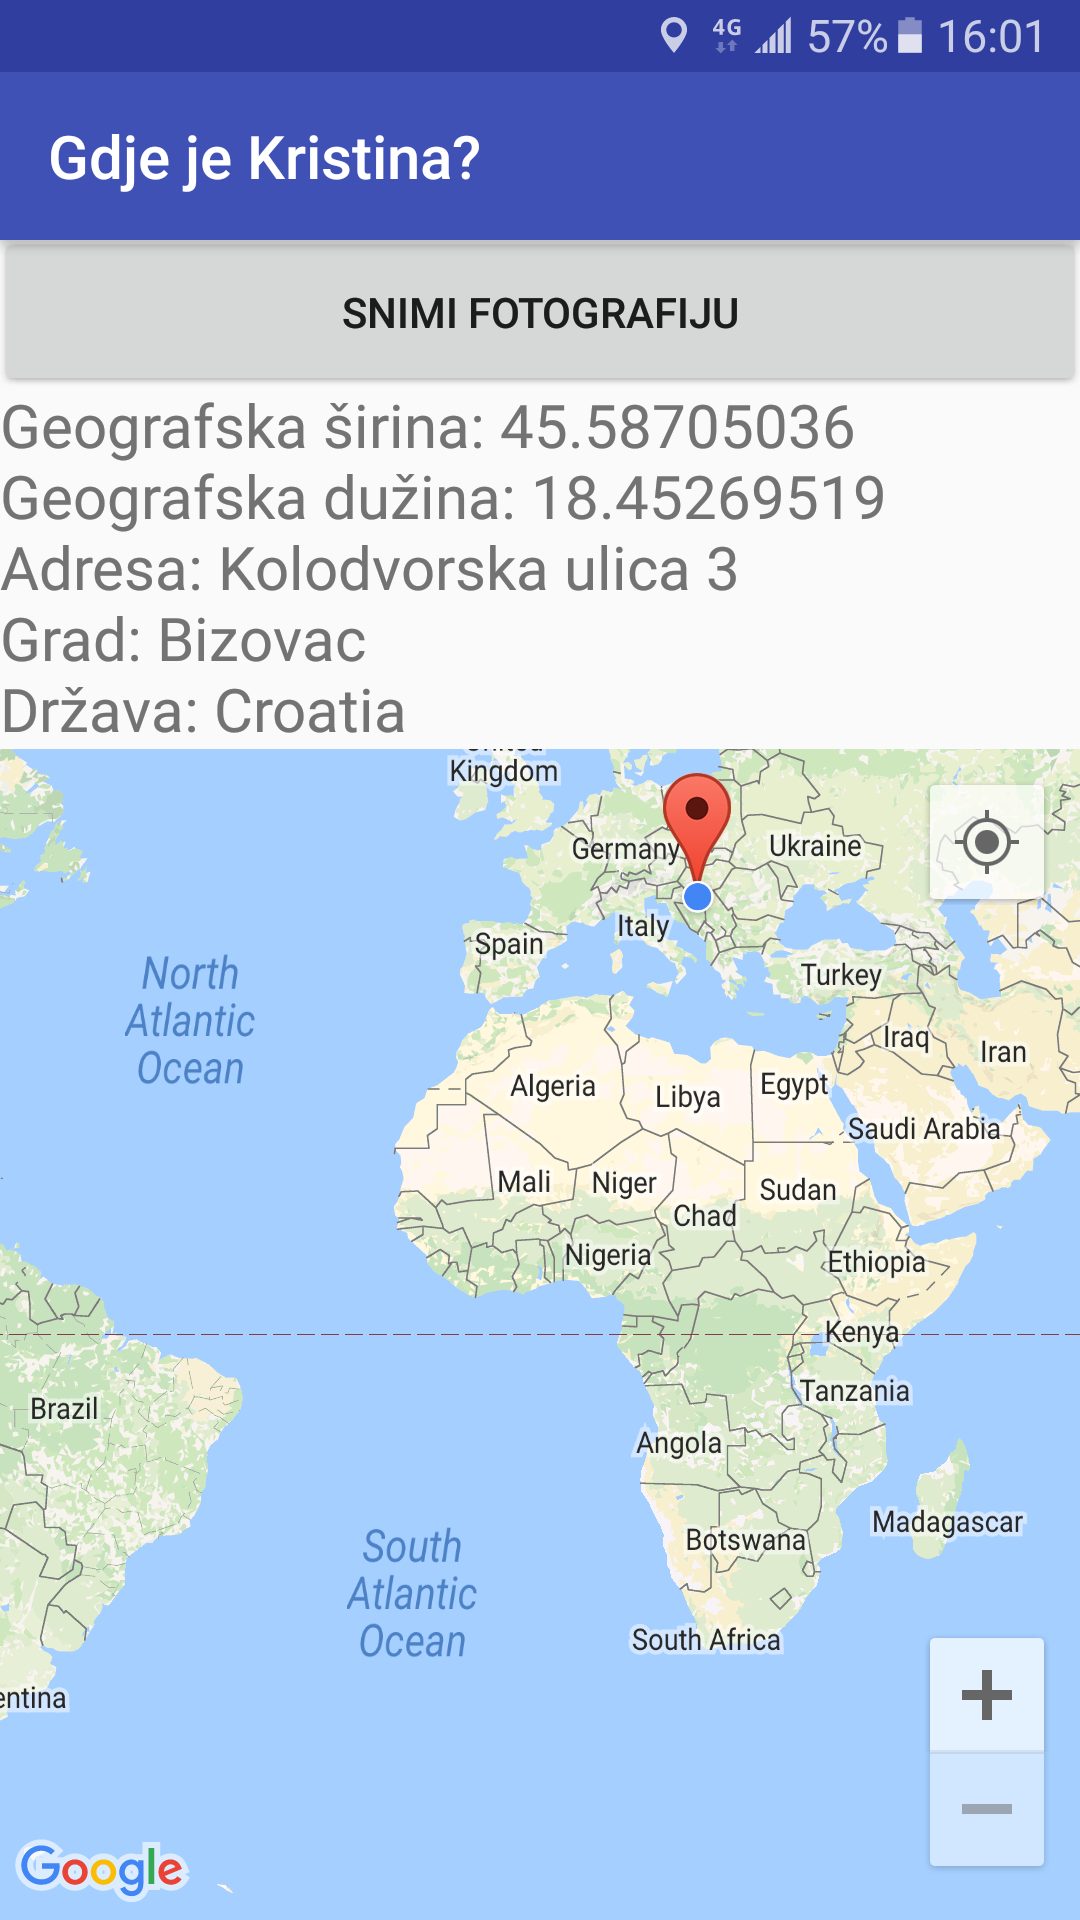 4G 57% 16:01
Gdje je Kristina?
SNIMI FOTOGRAFIJU
Geografska širina: 45.58705036
Geografska dužina: 18.45269519
Adresa: Kolodvorska ulica 3
Grad: Bizovac
Država: Croatia
United
Kingdom
Germany
Ukraine
Italy
Spain
Turkey
North
Atlantic
Ocean
Iraq
Iran
Algeria
Libya
Egypt
Saudi Arabia
Mali
Niger
Sudan
Chad
Nigeria
Ethiopia
Kenya
Brazil
Tanzania
Angola
Madagascar
Botswana
South
Atlantic
Ocean
South Africa
entina
Google